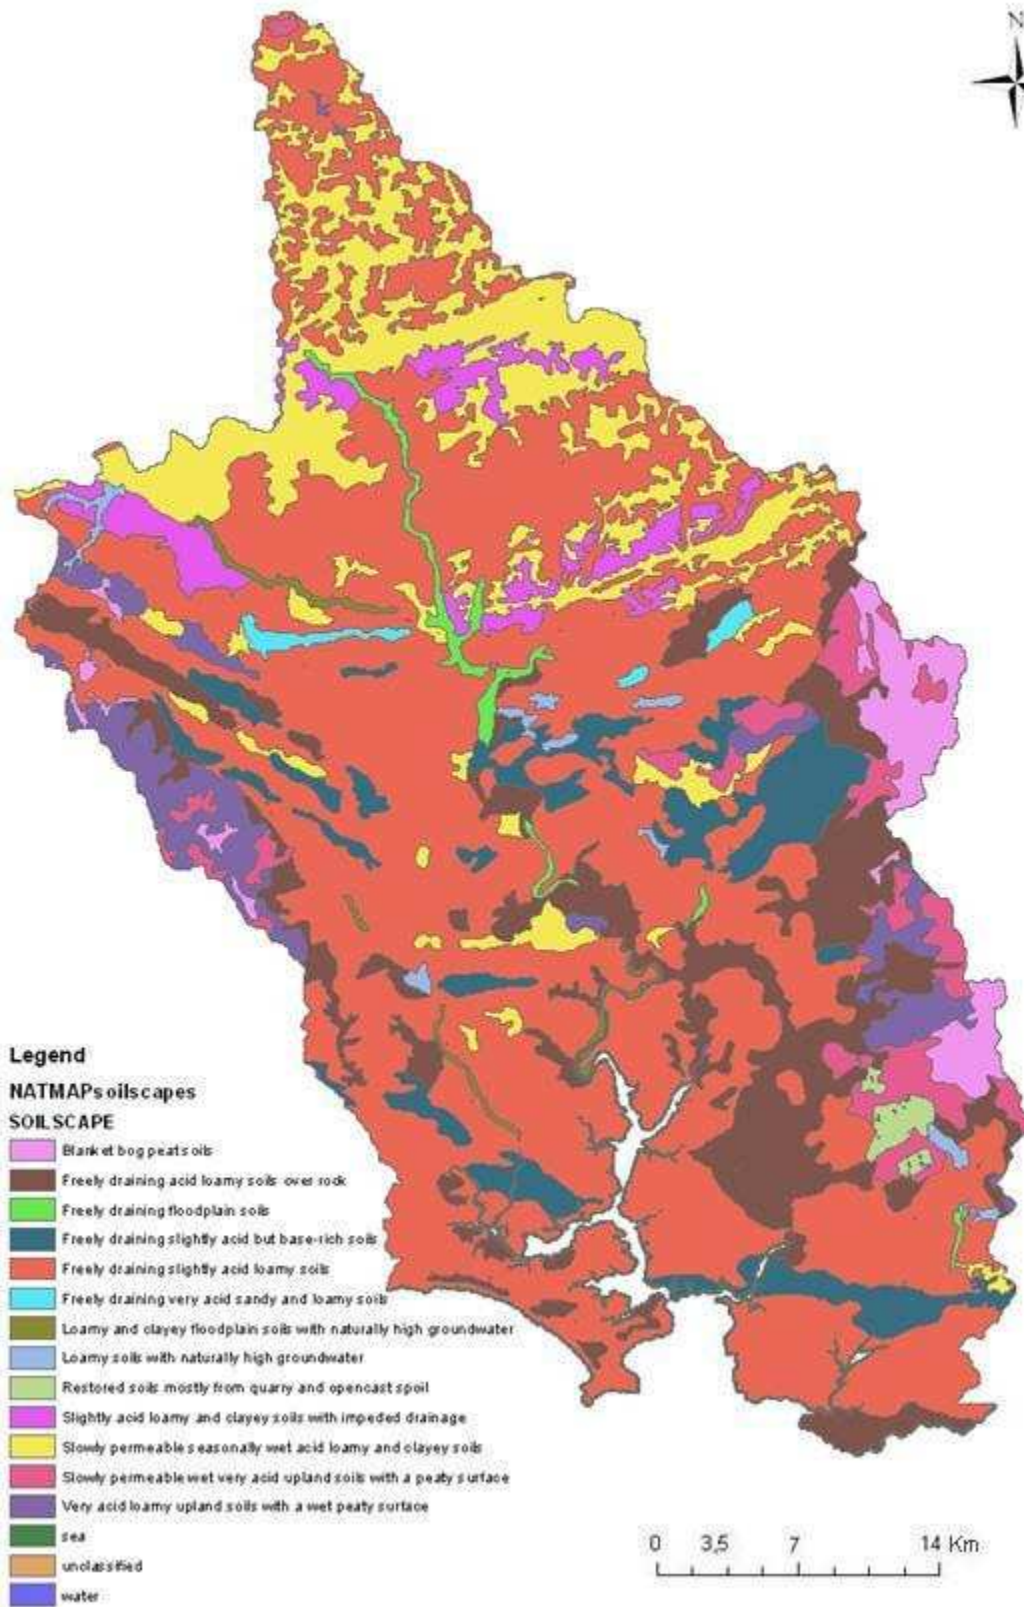 N
Legend
NATMAPsoilscapes
SOILSCAPE
Blanket bog peat soils
Freely draining acid loamy soils over rock
Freely draining floodplain soils
Freely draining slightly acid but base-rich soils
Freely draining slightly acid loamy soils
Freely draining very acid sandy and loamy soils
Loamy and clayey floodplain soils with naturally high groundwater
Loamy soils with naturally high groundwater
Restored soils mostly from quarry and opencast spoil
Slightly acid loamy and clayey soils with impeded drainage
Slowly permeable seasonally wet acid loamy and clayey soils
Slowly permeable wet very acid upland soils with a peaty surface
Very acid loamy upland soils with a wet peaty surface
sea
unclassified
water
0 3,5 7 14 Km